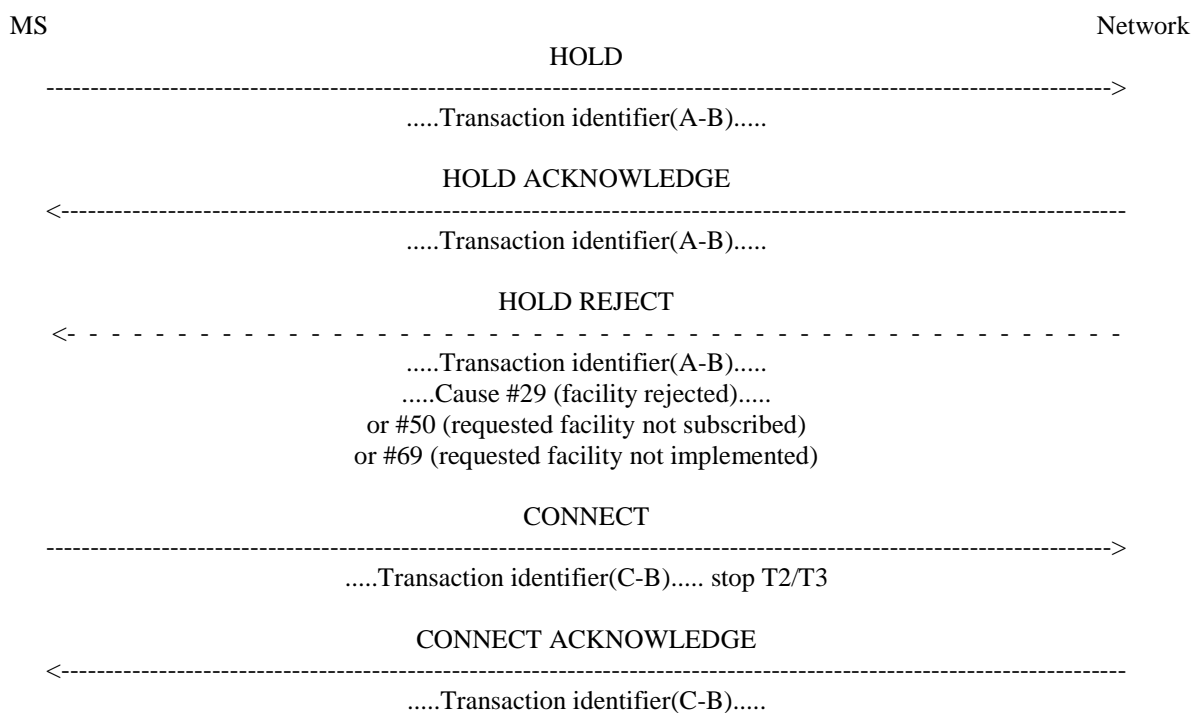 MS Network
HOLD
------------------------------------------------------------------------------------------------------------------------>
.....Transaction identifier(A-B).....
HOLD ACKNOWLEDGE
<------------------------------------------------------------------------------------------------------------------------
.....Transaction identifier(A-B).....
HOLD REJECT
<- - - - - - - - - - - - - - - - - - - - - - - - - - - - - - - - - - - - - - - - - - - - - - - -
.....Transaction identifier(A-B).....
.....Cause #29 (facility rejected).....
or #50 (requested facility not subscribed)
or #69 (requested facility not implemented)
CONNECT
------------------------------------------------------------------------------------------------------------------------>
.....Transaction identifier(C-B)..... stop T2/T3
CONNECT ACKNOWLEDGE
<------------------------------------------------------------------------------------------------------------------------
.....Transaction identifier(C-B).....